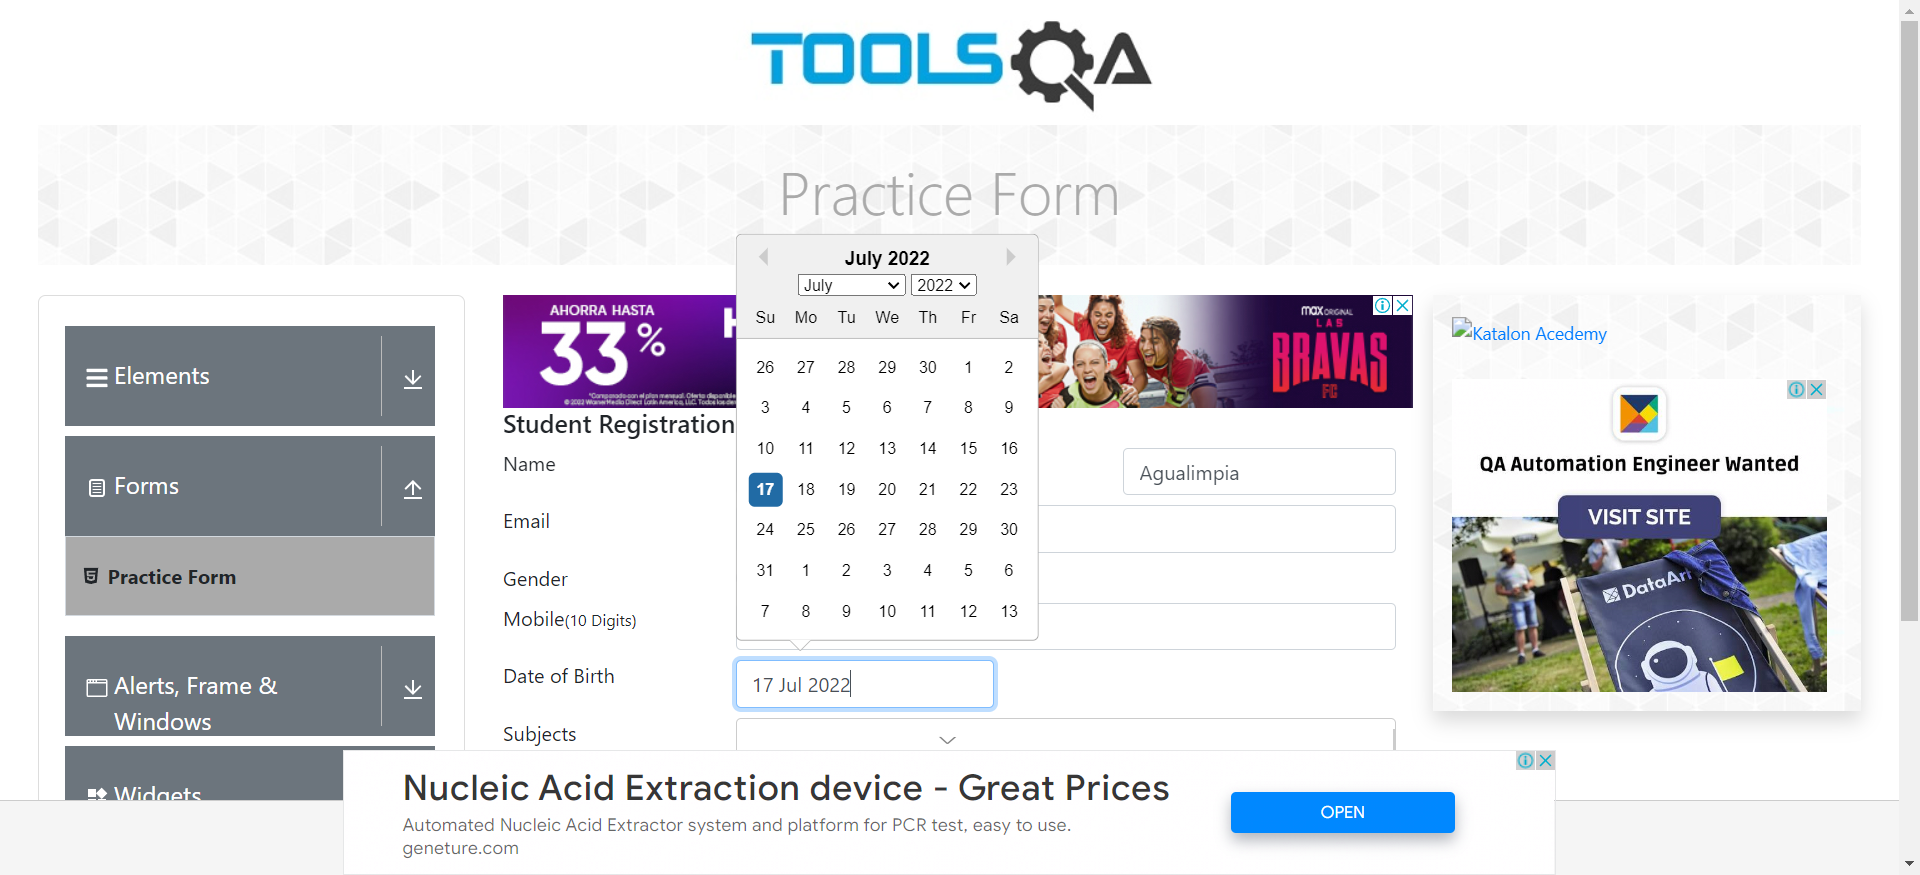 TOOLSQA
Practice Form
Elements
Forms
Practice Form
Alerts, Frame &
Windows
Widgets
AHORRA HASTA
33%
H
July 2022
July
2022
Su Mo Tu We Th Fr Sa
26 27 28 29 30 1 2
3 4 5 6 7 8 9
10 11 12 13 14 15 16
17 18 19 20 21 22 23
24 25 26 27 28 29 30
31 1 2 3 4 5 6
7 8 9 10 11 12 13
max ORIGINAL
LAS
BRAVAS
FC
Student Registration
Name
Agualimpia
Email
Gender
Mobile(10 Digits)
Date of Birth
17 Jul 2022
Subjects
Katalon Acedemy
QA Automation Engineer Wanted
VISIT SITE
DataArt
Nucleic Acid Extraction device - Great Prices
Automated Nucleic Acid Extractor system and platform for PCR test, easy to use.
geneture.com
OPEN